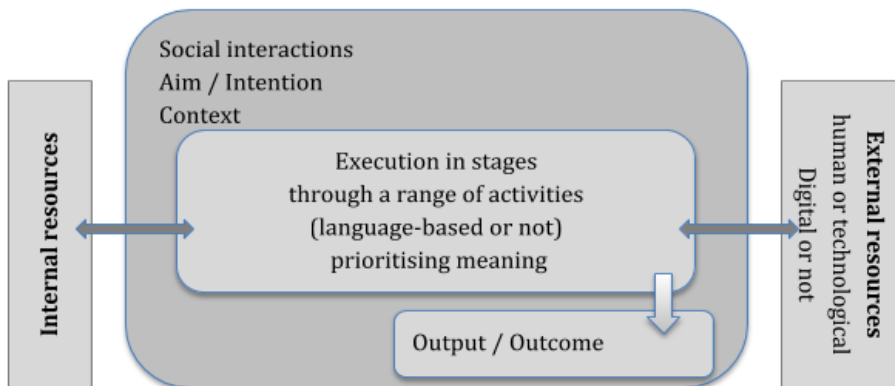 Internal resources
Social interactions
Aim / Intention
Context
Execution in stages
through a range of activities
(language-based or not)
prioritising meaning
Output / Outcome
External resources
human or technological
Digital or not